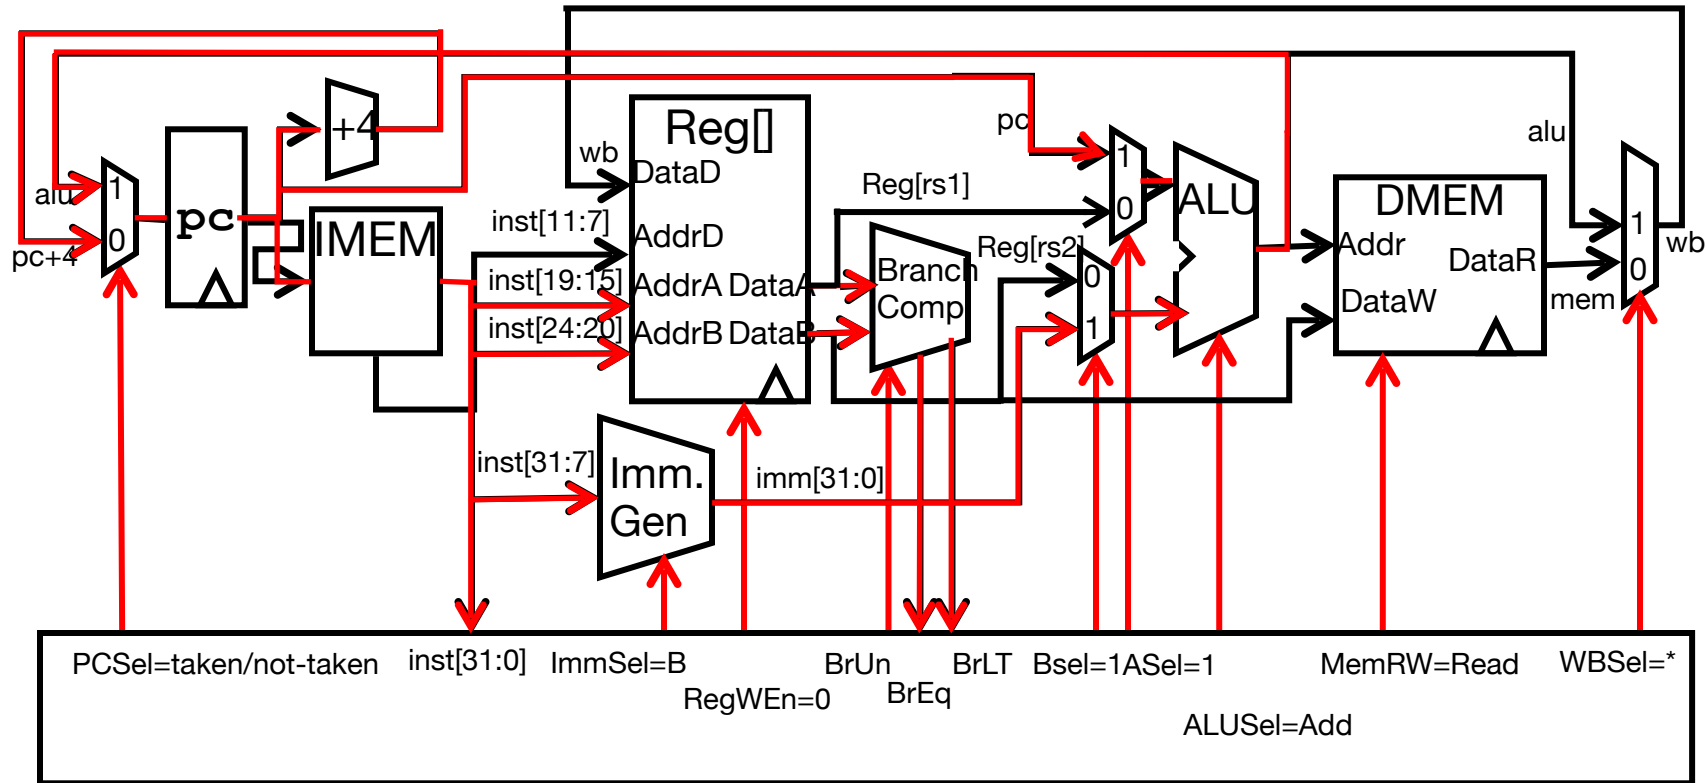 +4
Reg[]
pc
alu
wb
DataD
1
Reg[rs1]
alu
1
pc
IMEM
inst[11:7]
AddrD
0
ALU
DMEM
1
0
pc+4
Reg[rs2]
Addr
wb
inst[19:15]
AddrA DataA
Branch
Comp
0
DataR
0
mem
inst[24:20]
AddrB DataB
1
DataW
inst[31:7]
Imm.
Gen
imm[31:0]
PCSel=taken/not-taken
inst[31:0]
ImmSel=B
RegWEn=0
BrUn
BrEq
BrLT
Bsel=1
ASel=1
ALUSel=Add
MemRW=Read
WBSel=*